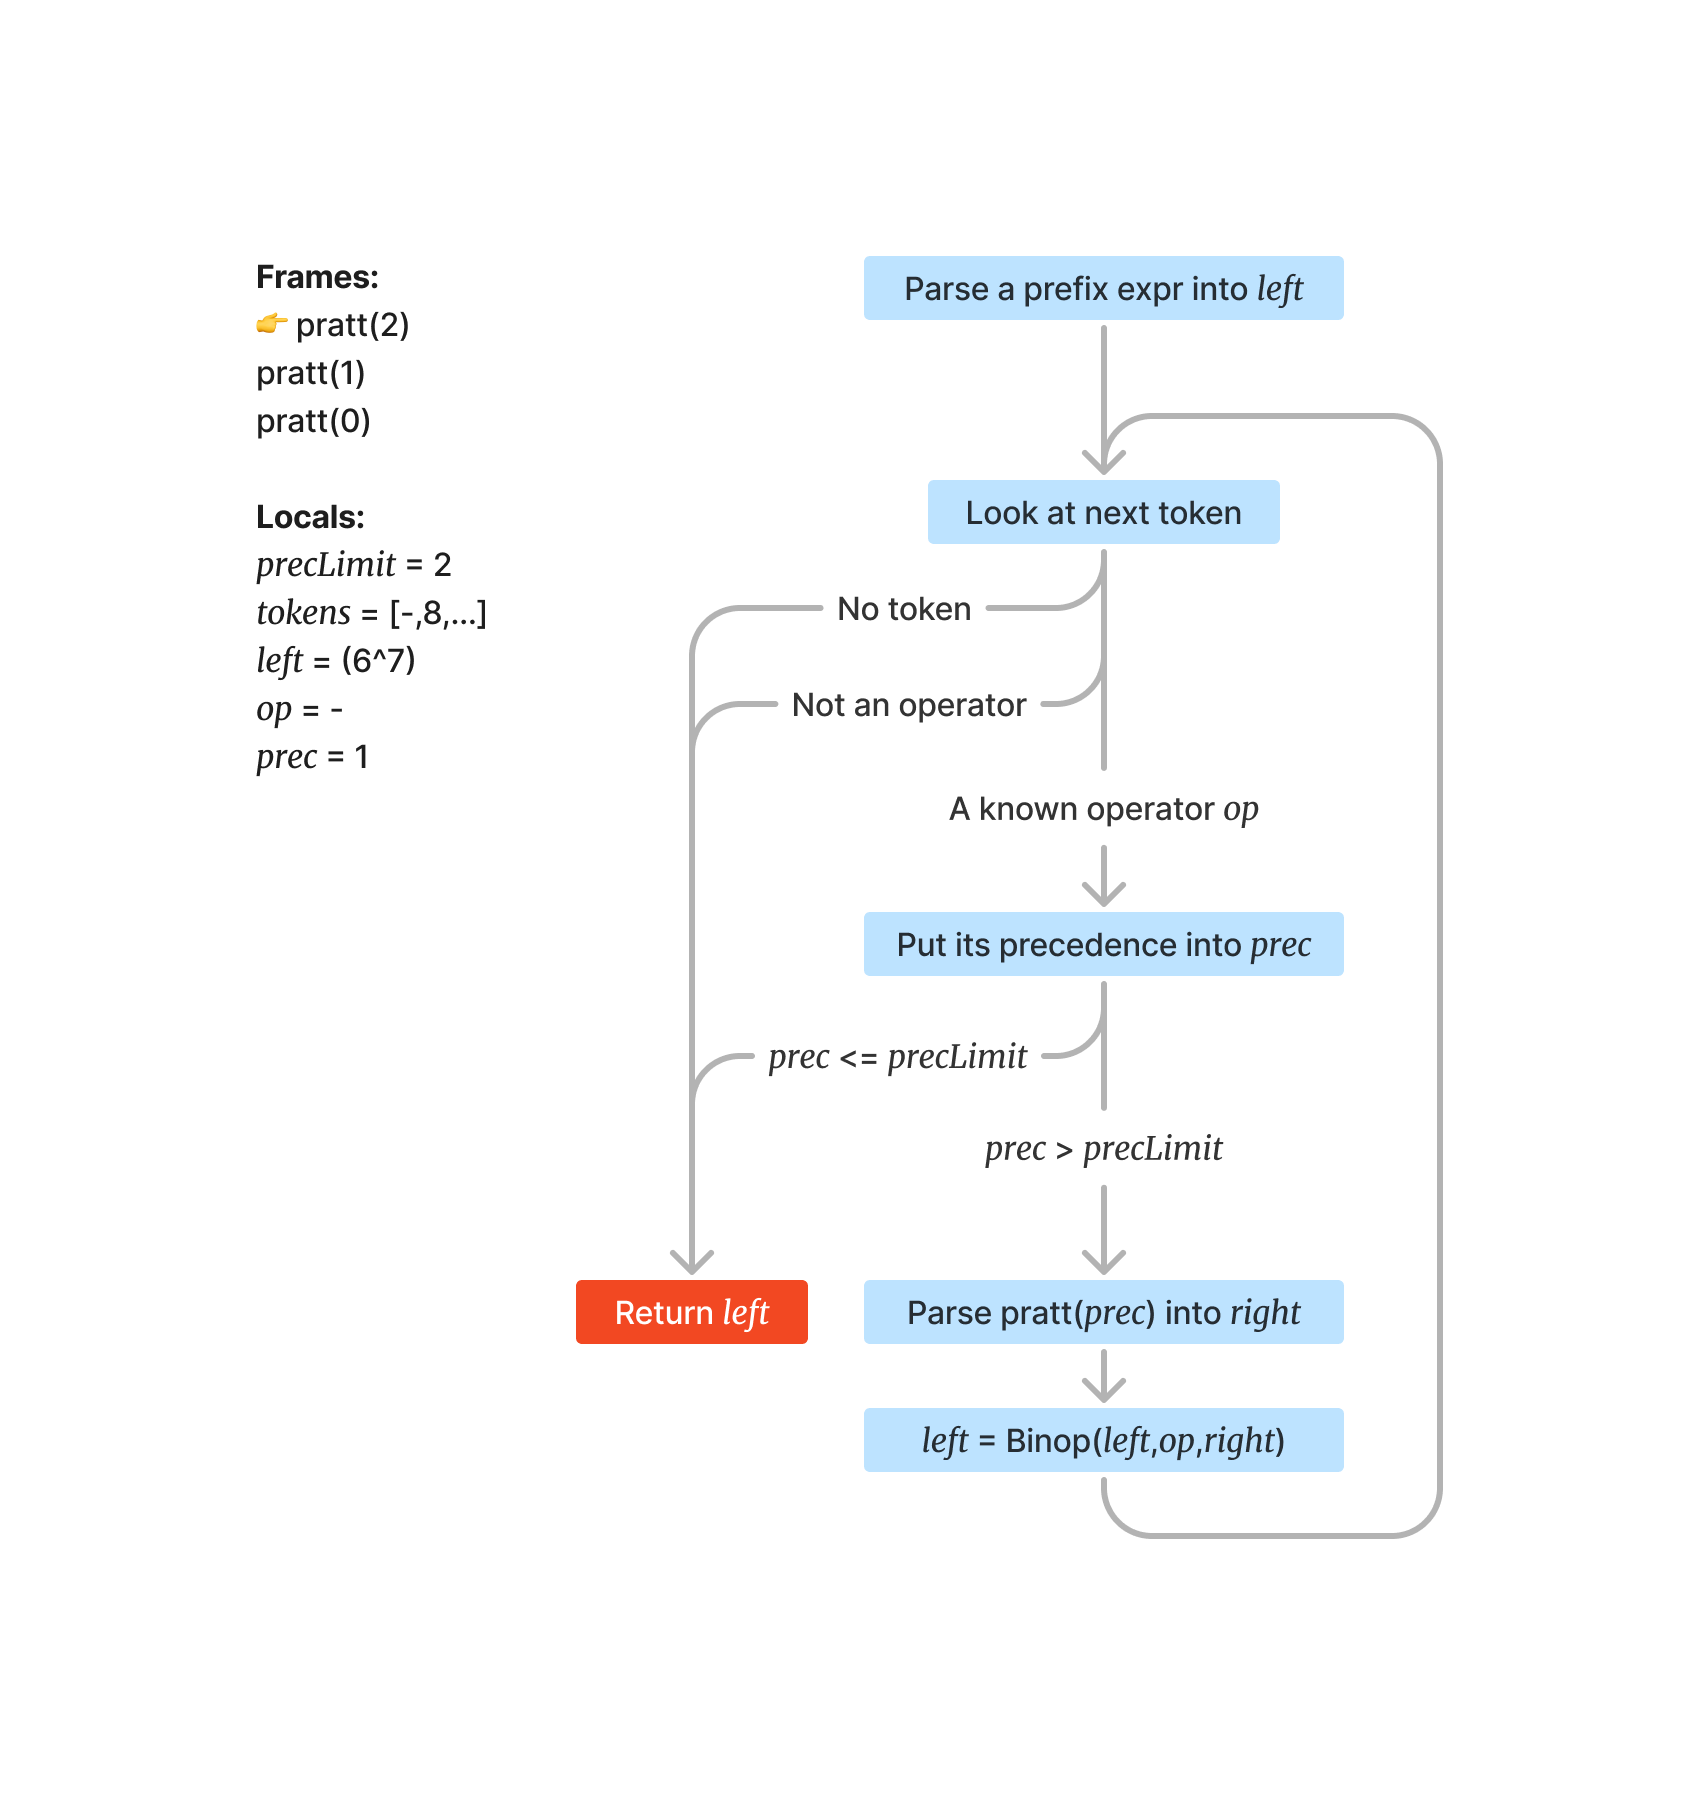 Frames:
👉 pratt(2)
pratt(1)
pratt(0)
Locals:
precLimit = 2
tokens = [-,8,...]
left = (6^7)
op = -
prec = 1
Parse a prefix expr into left
Look at next token
No token
Not an operator
A known operator op
Put its precedence into prec
prec <= precLimit
prec > precLimit
Return left
Parse pratt(prec) into right
left = Binop(left,op,right)